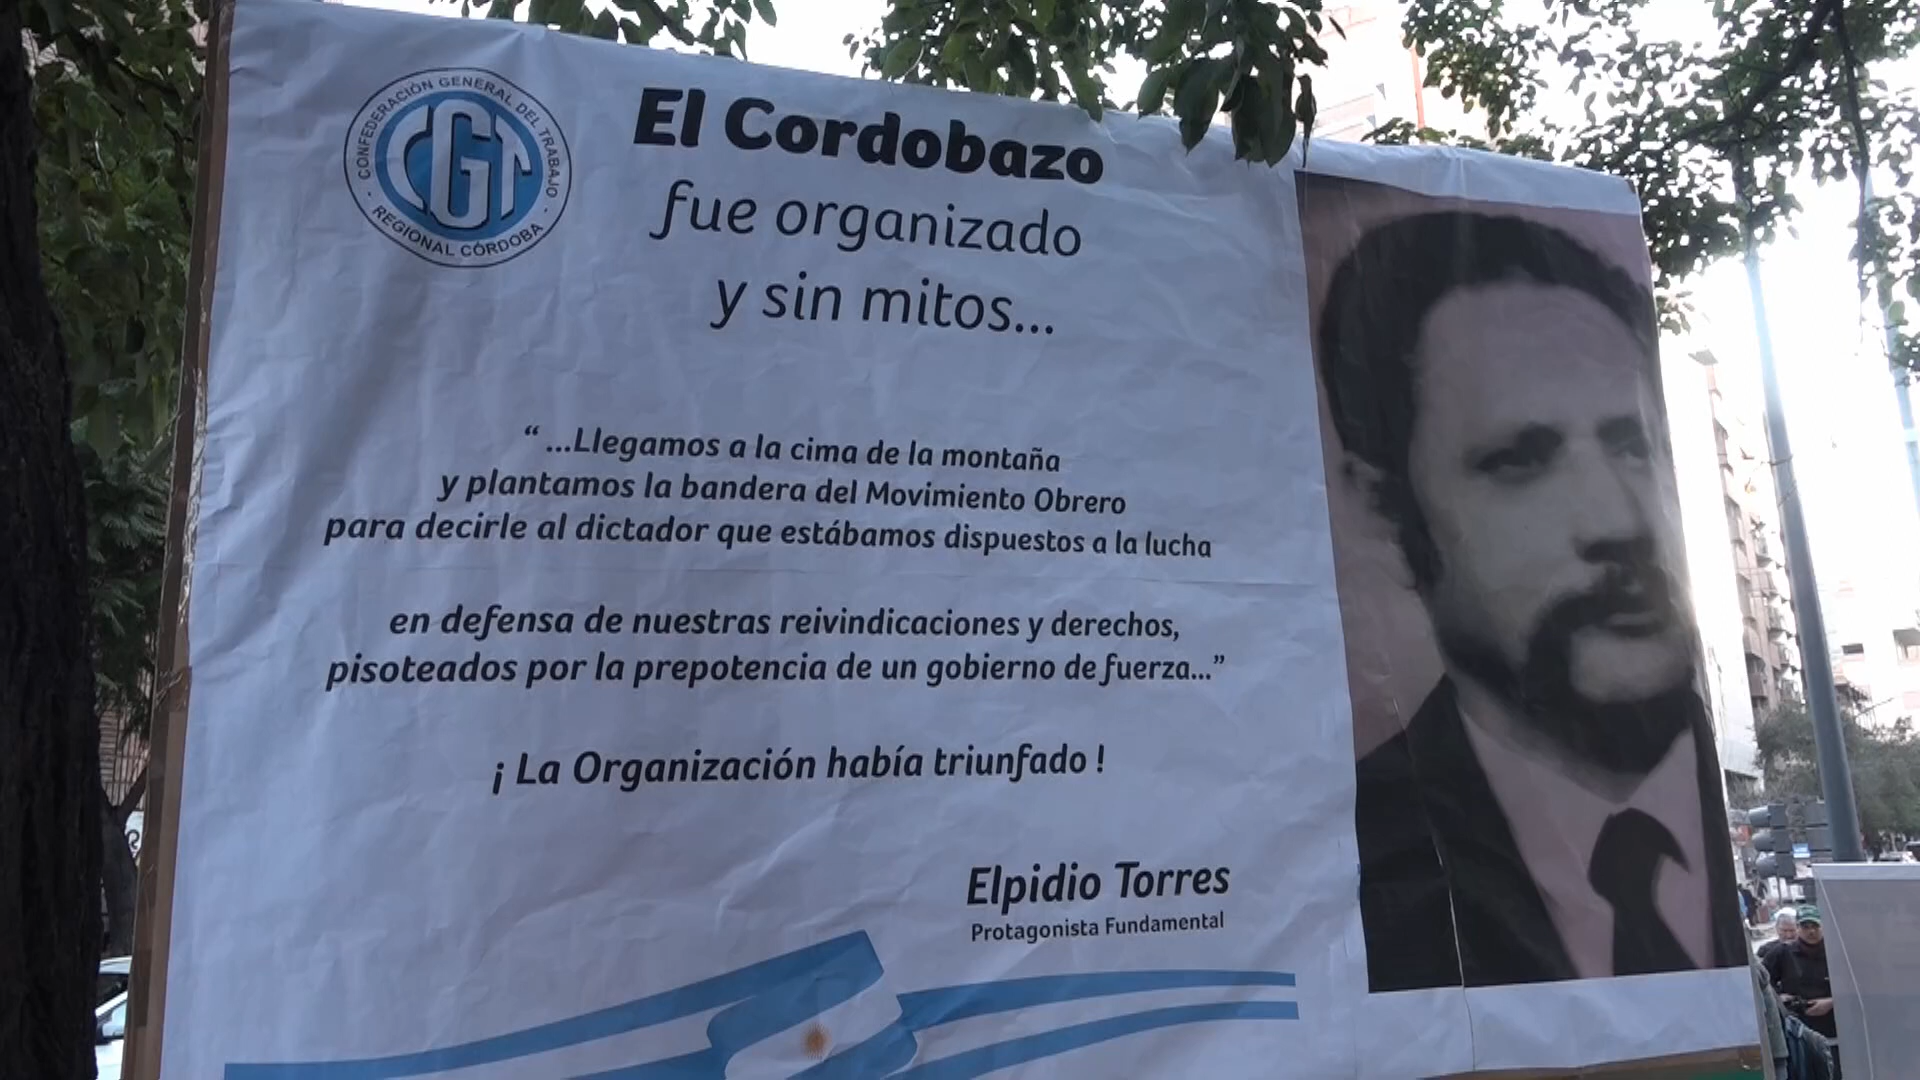 CONFEDERACIÓN GENERAL DEL TRABAJO
CGT
REGIONAL CÓRDOBA
El Cordobazo
fue organizado
y sin mitos...
“ ...Llegamos a la cima de la montaña
y plantamos la bandera del Movimiento Obrero
para decirle al dictador que estábamos dispuestos a la lucha
en defensa de nuestras reivindicaciones y derechos,
pisoteados por la prepotencia de un gobierno de fuerza...”
¡ La Organización había triunfado !
Elpidio Torres
Protagonista Fundamental